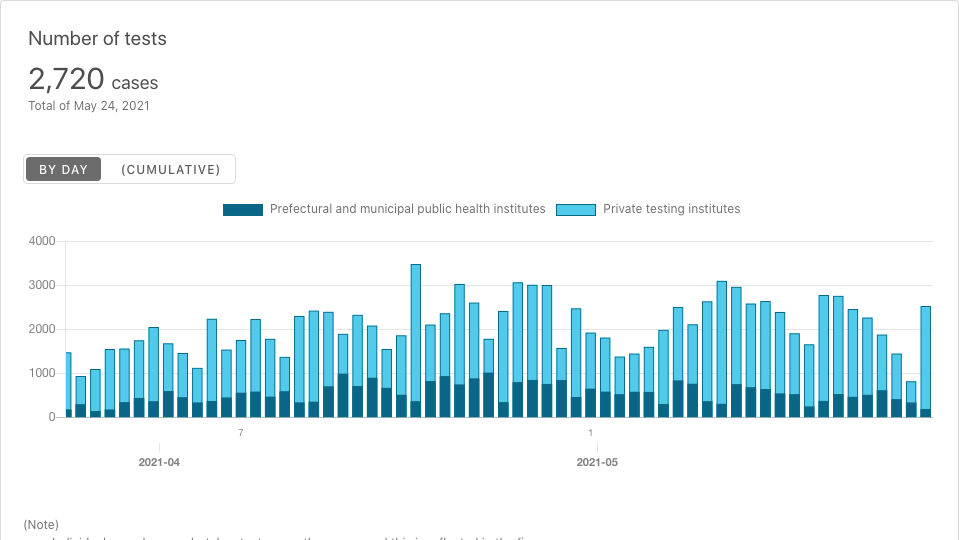 Number of tests
2,720 cases
Total of May 24, 2021
BY DAY (CUMULATIVE)
Prefectural and municipal public health institutes Private testing institutes
4000
3000
2000
1000
0
7 1
2021-04 2021-05
(Note)